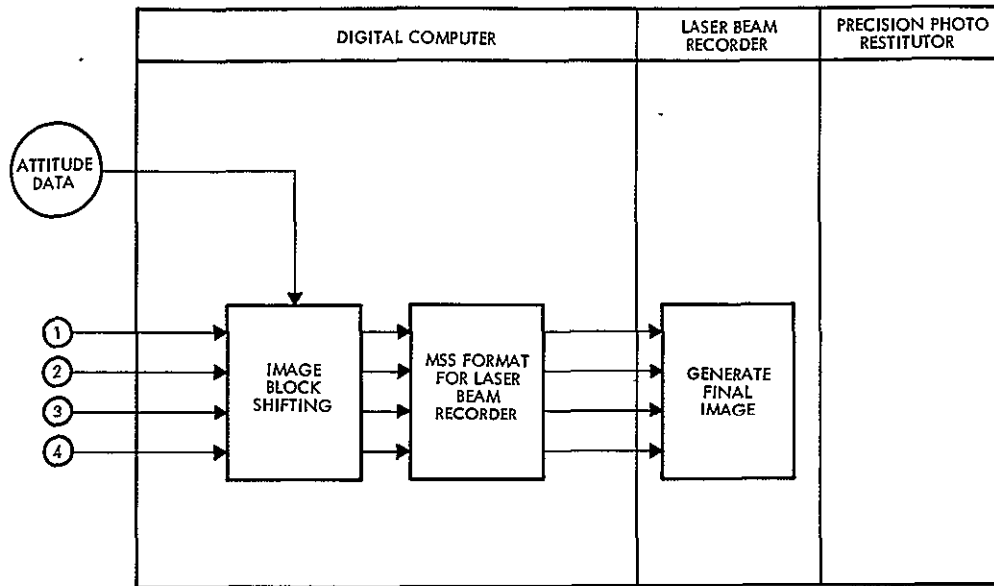 DIGITAL COMPUTER
LASER BEAM
RECORDER
PRECISION PHOTO
RESTITUTOR
ATTITUDE
DATA
1
2
3
4
IMAGE
BLOCK
SHIFTING
MSS FORMAT
FOR LASER
BEAM
RECORDER
GENERATE
FINAL
IMAGE